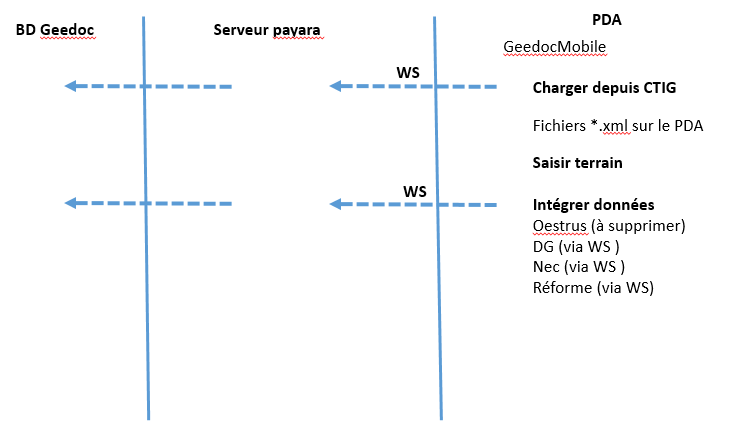 BD Geedoc
Serveur payara
PDA
GeedocMobile
WS
Charger depuis CTIG
Fichiers *.xml sur le PDA
Saisir terrain
WS
Intégrer données
Oestrus (à supprimer)
DG (via WS )
Nec (via WS )
Réforme (via WS)